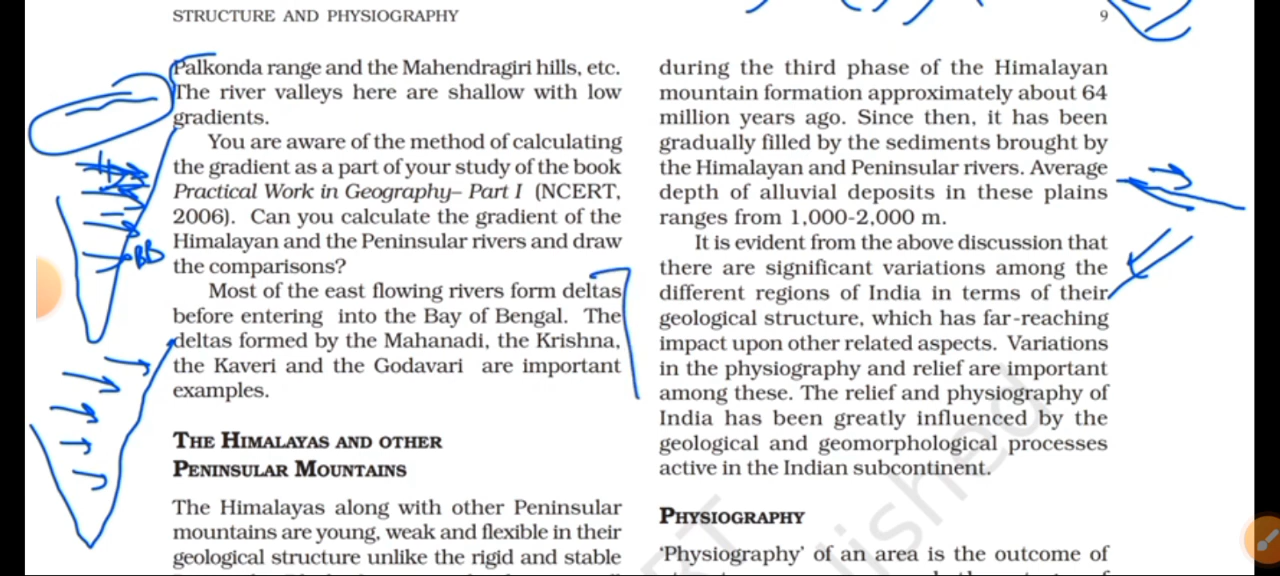 STRUCTURE AND PHYSIOGRAPHY
9
Palkonda range and the Mahendragiri hills, etc.
The river valleys here are shallow with low
gradients.
You are aware of the method of calculating
the gradient as a part of your study of the book
Practical Work in Geography– Part I (NCERT,
2006). Can you calculate the gradient of the
Himalayan and the Peninsular rivers and draw
the comparisons?
Most of the east flowing rivers form deltas
before entering into the Bay of Bengal. The
deltas formed by the Mahanadi, the Krishna,
the Kaveri and the Godavari are important
examples.
THE HIMALAYAS AND OTHER
PENINSULAR MOUNTAINS
The Himalayas along with other Peninsular
mountains are young, weak and flexible in their
geological structure unlike the rigid and stable
during the third phase of the Himalayan
mountain formation approximately about 64
million years ago. Since then, it has been
gradually filled by the sediments brought by
the Himalayan and Peninsular rivers. Average
depth of alluvial deposits in these plains
ranges from 1,000-2,000 m.
It is evident from the above discussion that
there are significant variations among the
different regions of India in terms of their
geological structure, which has far-reaching
impact upon other related aspects. Variations
in the physiography and relief are important
among these. The relief and physiography of
India has been greatly influenced by the
geological and geomorphological processes
active in the Indian subcontinent.
PHYSIOGRAPHY
'Physiography' of an area is the outcome of